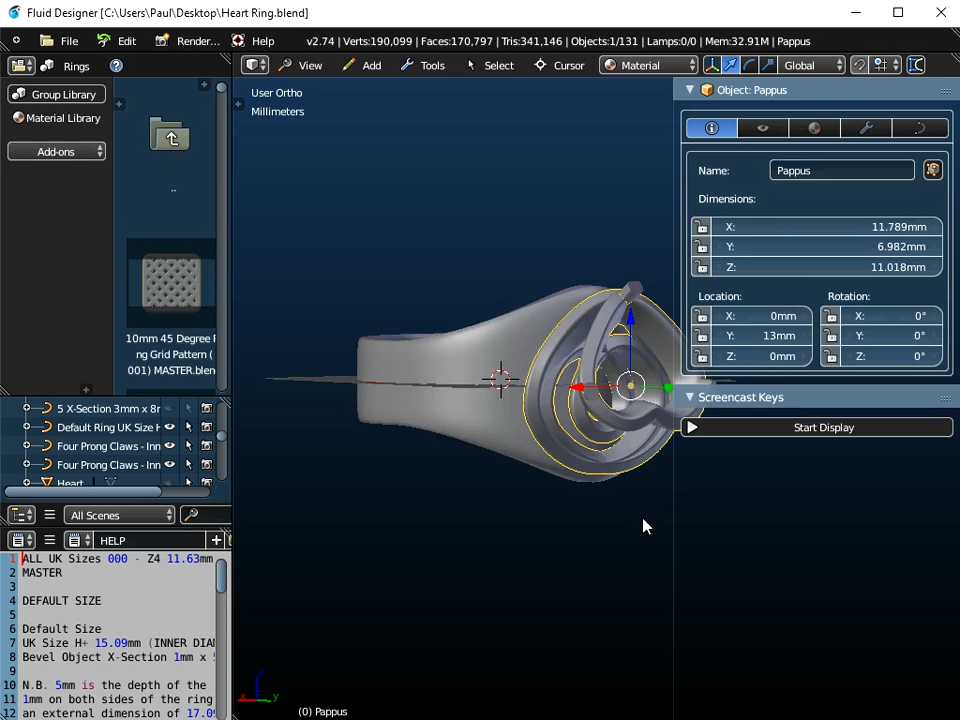 Fluid Designer [C:\Users\Paul\Desktop\Heart Ring.blend]
File Edit Render... Help v2.74 | Verts:190,099 | Faces:170,797 | Tris:341,146 | Objects:1/131 | Lamps:0/0 | Mem:32.91M | Pappus
Rings
View Add Tools Select Cursor Material Global
Group Library
Material Library
Add-ons
..
10mm 45 Degree
ng Grid Pattern (
001) MASTER.blen
User Ortho
Millimeters
Object: Pappus
Name: Pappus
Dimensions:
X: 11.789mm
Y: 6.982mm
Z: 11.018mm
Location: Rotation:
X: 0mm X: 0°
Y: 13mm Y: 0°
Z: 0mm Z: 0°
Screencast Keys
Start Display
5 X-Section 3mm x 8r
Default Ring UK Size H
Four Prong Claws - Inn
Four Prong Claws - Inn
Heart
All Scenes
HELP
1 ALL UK Sizes 000 - Z4 11.63mm
2 MASTER
3
4 DEFAULT SIZE
5
6 Default Size
7 UK Size H+ 15.09mm (INNER DIA
8 Bevel Object X-Section 1mm x
9
10 N.B. 5mm is the depth of the
11 1mm on both sides of the ring
12 an external dimension of 17.09
x y z
(0) Pappus